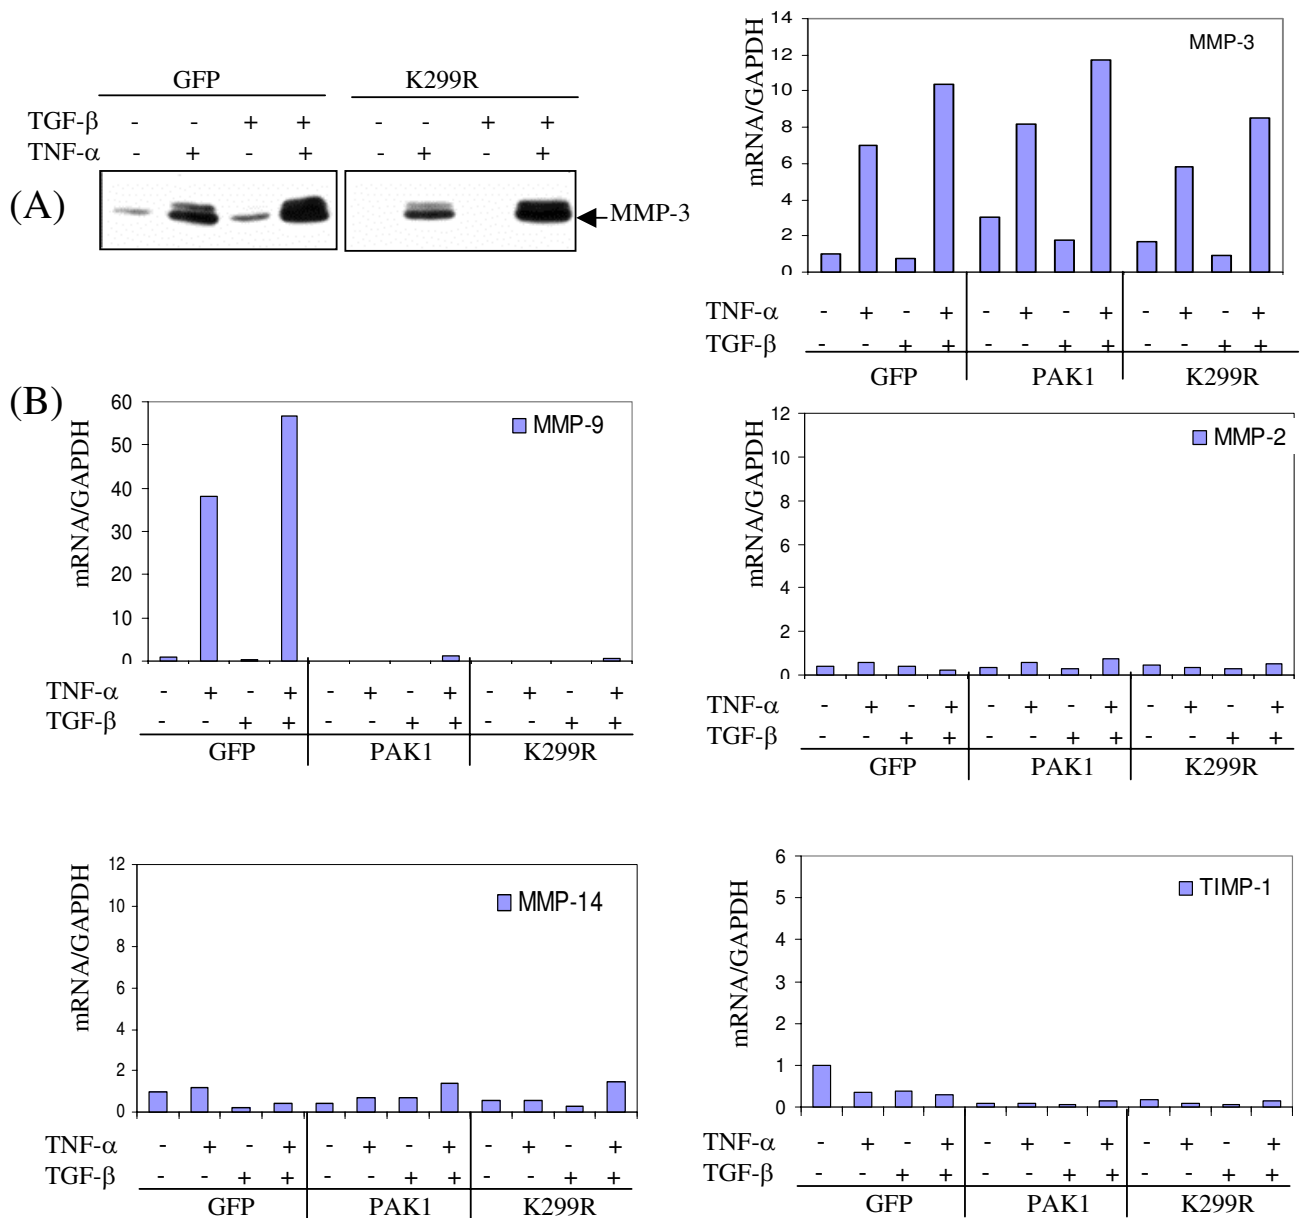 GFP K299R
TGF-β - - + + - - + +
TNF-α - + - + - + - +
(A)
MMP-3
MMP-3
mRNA/GAPDH
14
12
10
8
6
4
2
0
TNF-α - + - + - + - + - + - +
TGF-β - - + + - - + + - - + +
GFP PAK1 K299R
(B)
MMP-9
mRNA/GAPDH
60
50
40
30
20
10
0
TNF-α - + - + - + - + - + - +
TGF-β - - + + - - + + - - + +
GFP PAK1 K299R
MMP-2
mRNA/GAPDH
12
10
8
6
4
2
0
TNF-α - + - + - + - + - + - +
TGF-β - - + + - - + + - - + +
GFP PAK1 K299R
MMP-14
mRNA/GAPDH
12
10
8
6
4
2
0
TNF-α - + - + - + - + - + - +
TGF-β - - + + - - + + - - + +
GFP PAK1 K299R
TIMP-1
mRNA/GAPDH
6
5
4
3
2
1
0
TNF-α - + - + - + - + - + - +
TGF-β - - + + - - + + - - + +
GFP PAK1 K299R